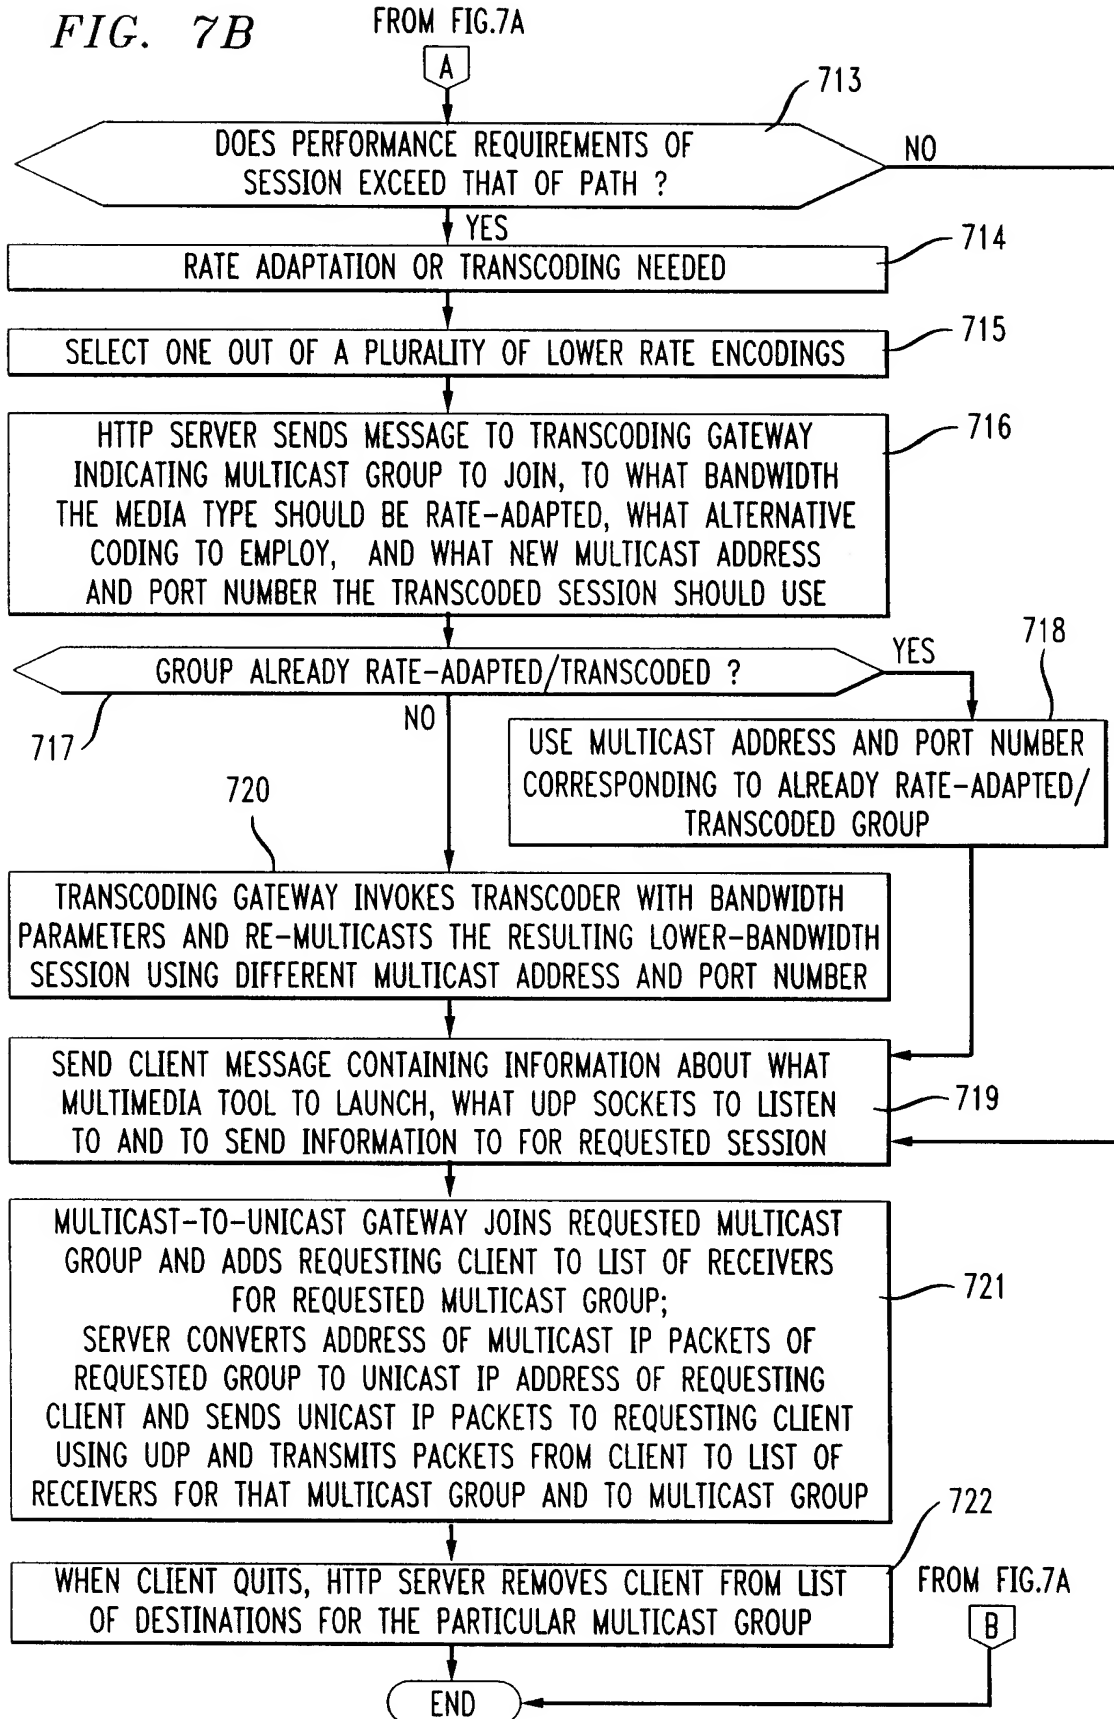 FIG. 7B
FROM FIG.7A
A
713
DOES PERFORMANCE REQUIREMENTS OF
SESSION EXCEED THAT OF PATH ?
NO
YES
714
RATE ADAPTATION OR TRANSCODING NEEDED
715
SELECT ONE OUT OF A PLURALITY OF LOWER RATE ENCODINGS
716
HTTP SERVER SENDS MESSAGE TO TRANSCODING GATEWAY
INDICATING MULTICAST GROUP TO JOIN, TO WHAT BANDWIDTH
THE MEDIA TYPE SHOULD BE RATE-ADAPTED, WHAT ALTERNATIVE
CODING TO EMPLOY, AND WHAT NEW MULTICAST ADDRESS
AND PORT NUMBER THE TRANSCODED SESSION SHOULD USE
GROUP ALREADY RATE-ADAPTED/TRANSCODED ?
YES
718
NO
717
USE MULTICAST ADDRESS AND PORT NUMBER
CORRESPONDING TO ALREADY RATE-ADAPTED/
TRANSCODED GROUP
720
TRANSCODING GATEWAY INVOKES TRANSCODER WITH BANDWIDTH
PARAMETERS AND RE-MULTICASTS THE RESULTING LOWER-BANDWIDTH
SESSION USING DIFFERENT MULTICAST ADDRESS AND PORT NUMBER
SEND CLIENT MESSAGE CONTAINING INFORMATION ABOUT WHAT
MULTIMEDIA TOOL TO LAUNCH, WHAT UDP SOCKETS TO LISTEN
TO AND TO SEND INFORMATION TO FOR REQUESTED SESSION
719
MULTICAST-TO-UNICAST GATEWAY JOINS REQUESTED MULTICAST
GROUP AND ADDS REQUESTING CLIENT TO LIST OF RECEIVERS
FOR REQUESTED MULTICAST GROUP;
SERVER CONVERTS ADDRESS OF MULTICAST IP PACKETS OF
REQUESTED GROUP TO UNICAST IP ADDRESS OF REQUESTING
CLIENT AND SENDS UNICAST IP PACKETS TO REQUESTING CLIENT
USING UDP AND TRANSMITS PACKETS FROM CLIENT TO LIST OF
RECEIVERS FOR THAT MULTICAST GROUP AND TO MULTICAST GROUP
721
722
WHEN CLIENT QUITS, HTTP SERVER REMOVES CLIENT FROM LIST
OF DESTINATIONS FOR THE PARTICULAR MULTICAST GROUP
FROM FIG.7A
B
END